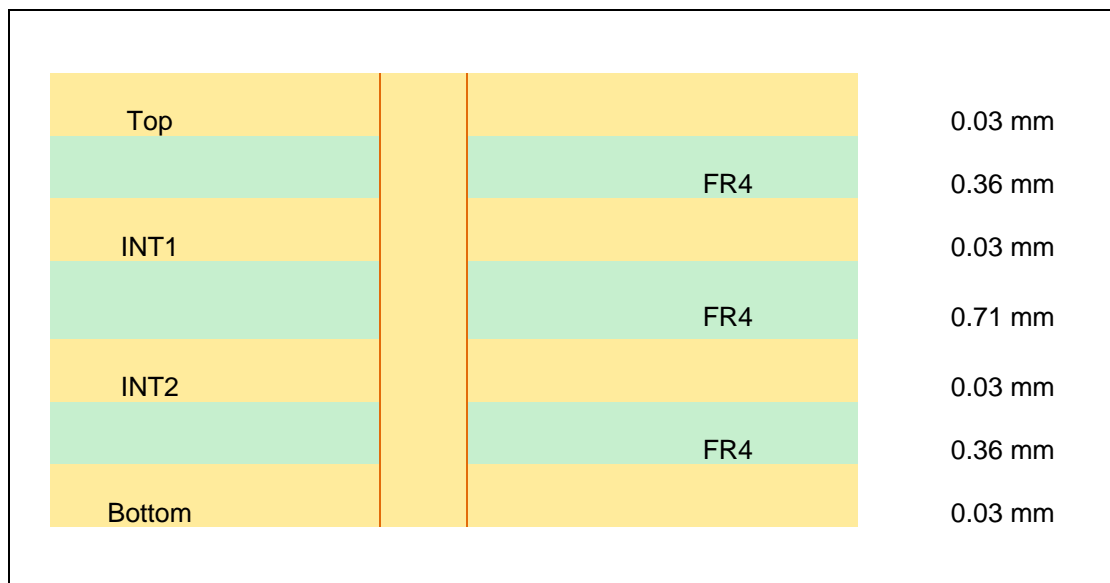 Top 0.03 mm
FR4 0.36 mm
INT1 0.03 mm
FR4 0.71 mm
INT2 0.03 mm
FR4 0.36 mm
Bottom 0.03 mm